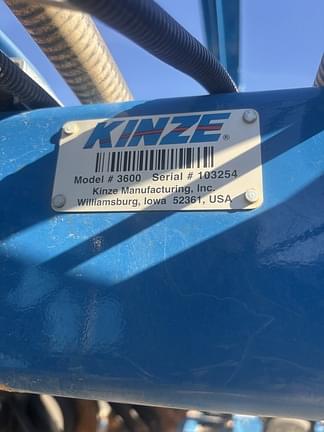 KINZE®
Model # 3600 Serial # 103254
Kinze Manufacturing, Inc.
Williamsburg, Iowa 52361, USA